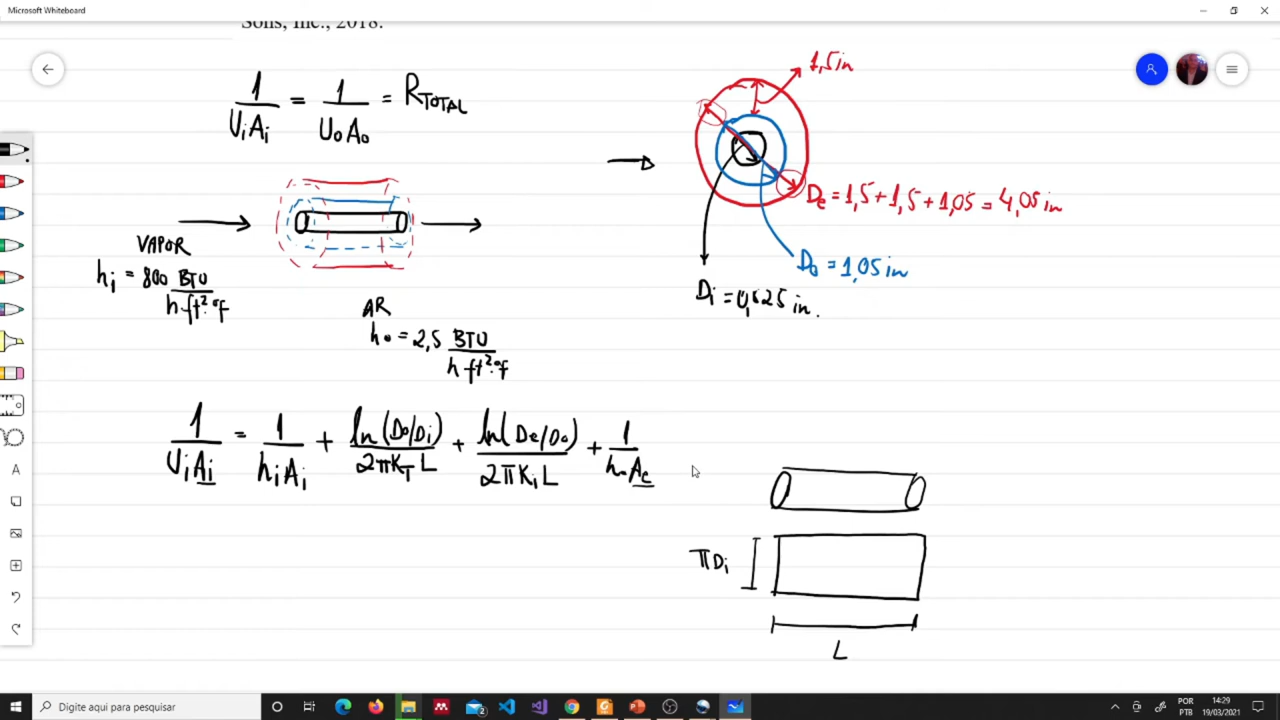 Microsoft Whiteboard
Sons, Inc., 2018.
1/(UiAi) = 1/(UoAo) = RTOTAL
1,5in
De = 1,5+1,5+1,05 = 4,05 in
Do = 1,05 in
Di = 0,825 in.
VAPOR
hi = 800 BTU/(h.ft².°f)
AR
ho = 2,5 BTU/(h.ft².°f)
1/(UiAi) = 1/(hiAi) + ln(Do/Di)/(2πKTL) + ln(De/Do)/(2πKiL) + 1/(hoAe)
πDi
L
A
Digite aqui para pesquisar
POR
PTB
14:29
19/03/2021